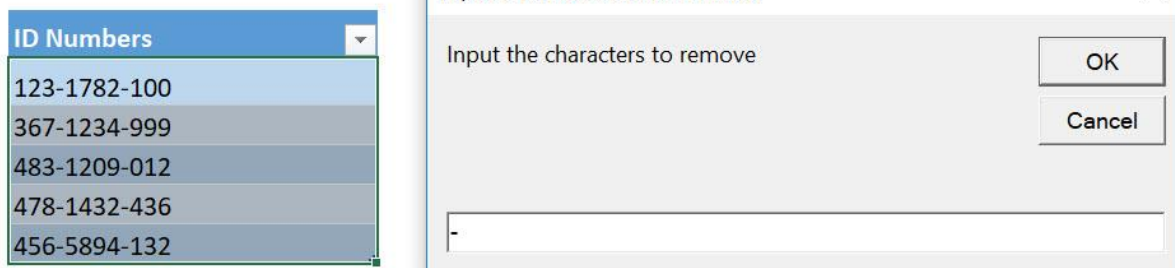 ID Numbers
123-1782-100
367-1234-999
483-1209-012
478-1432-436
456-5894-132
Input the characters to remove
OK
Cancel
-